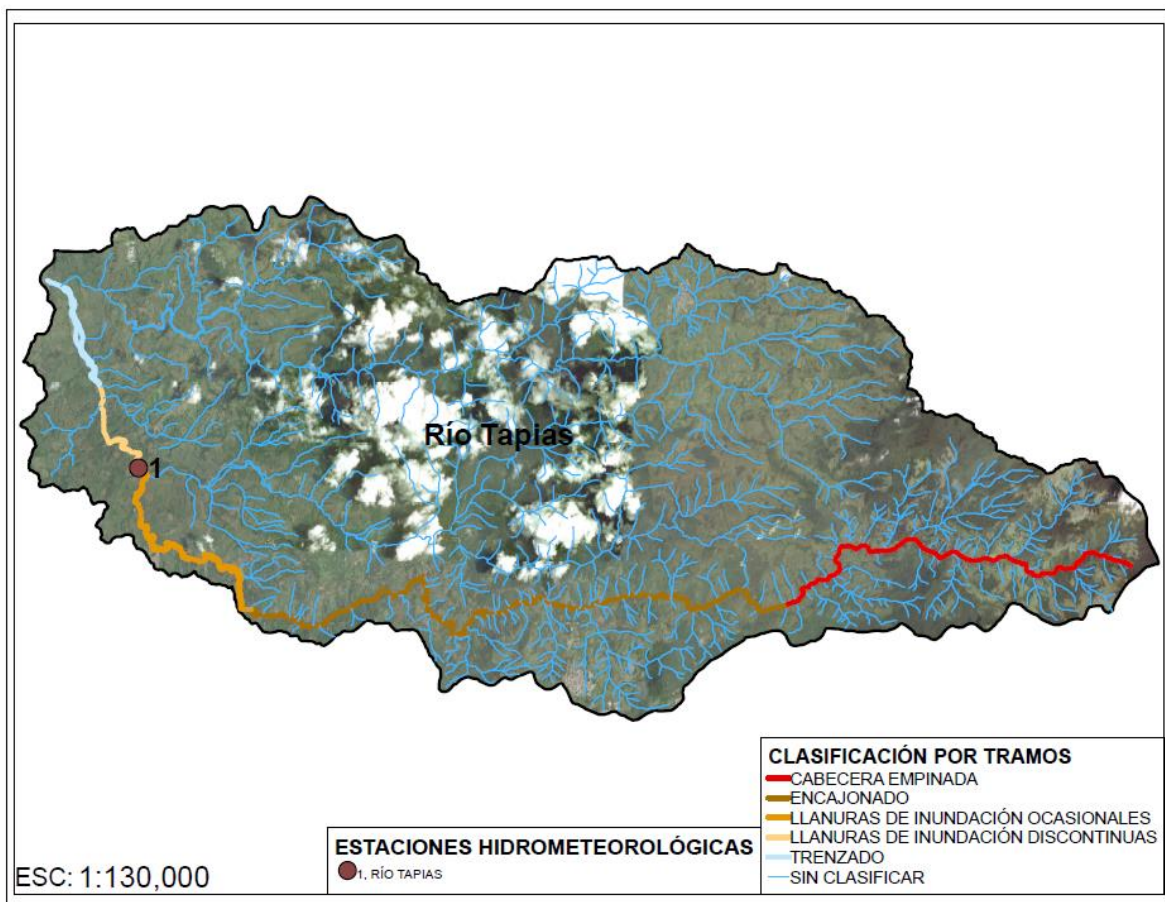 Río Tapias
1
CLASIFICACIÓN POR TRAMOS
CABECERA EMPINADA
ENCAJONADO
LLANURAS DE INUNDACIÓN OCASIONALES
LLANURAS DE INUNDACIÓN DISCONTINUAS
TRENZADO
SIN CLASIFICAR
ESTACIONES HIDROMETEOROLÓGICAS
1, RÍO TAPIAS
ESC: 1:130,000